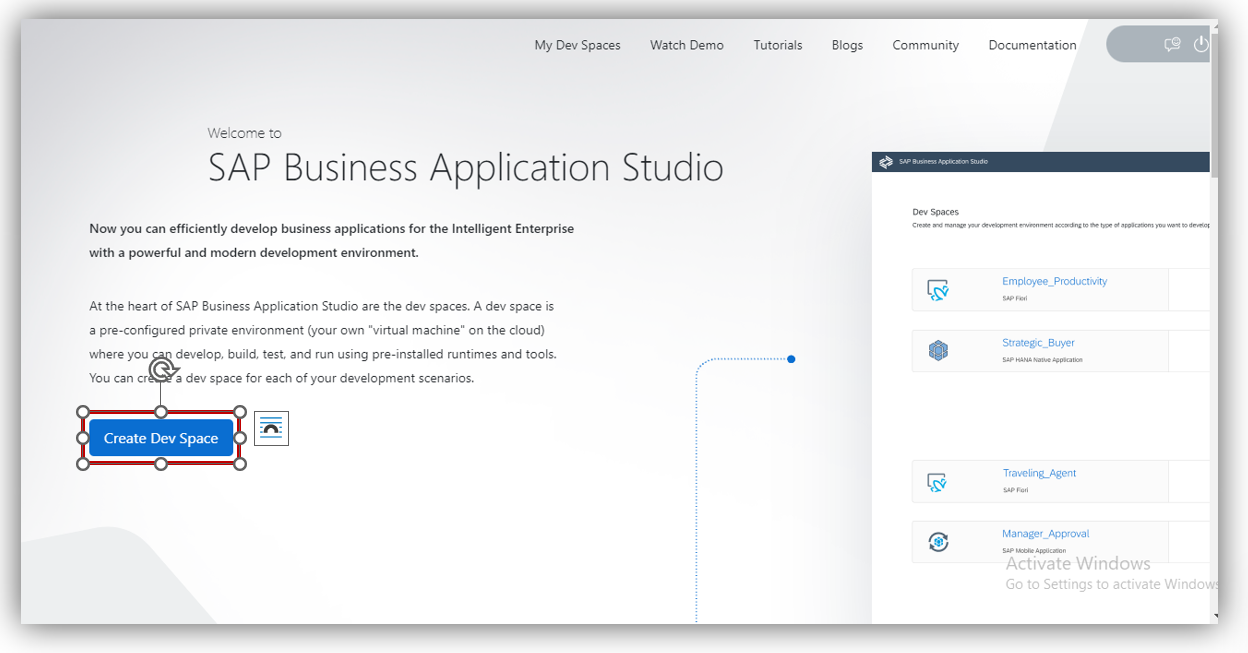 My Dev Spaces Watch Demo Tutorials Blogs Community Documentation
Welcome to
SAP Business Application Studio
Now you can efficiently develop business applications for the Intelligent Enterprise
with a powerful and modern development environment.
At the heart of SAP Business Application Studio are the dev spaces. A dev space is
a pre-configured private environment (your own "virtual machine" on the cloud)
where you can develop, build, test, and run using pre-installed runtimes and tools.
You can create a dev space for each of your development scenarios.
Create Dev Space
SAP Business Application Studio
Dev Spaces
Create and manage your development environment according to the type of applications you want to develop
Employee_Productivity
SAP Fiori
Strategic_Buyer
SAP HANA Native Application
Traveling_Agent
SAP Fiori
Manager_Approval
SAP Mobile Application
Activate Windows
Go to Settings to activate Windows